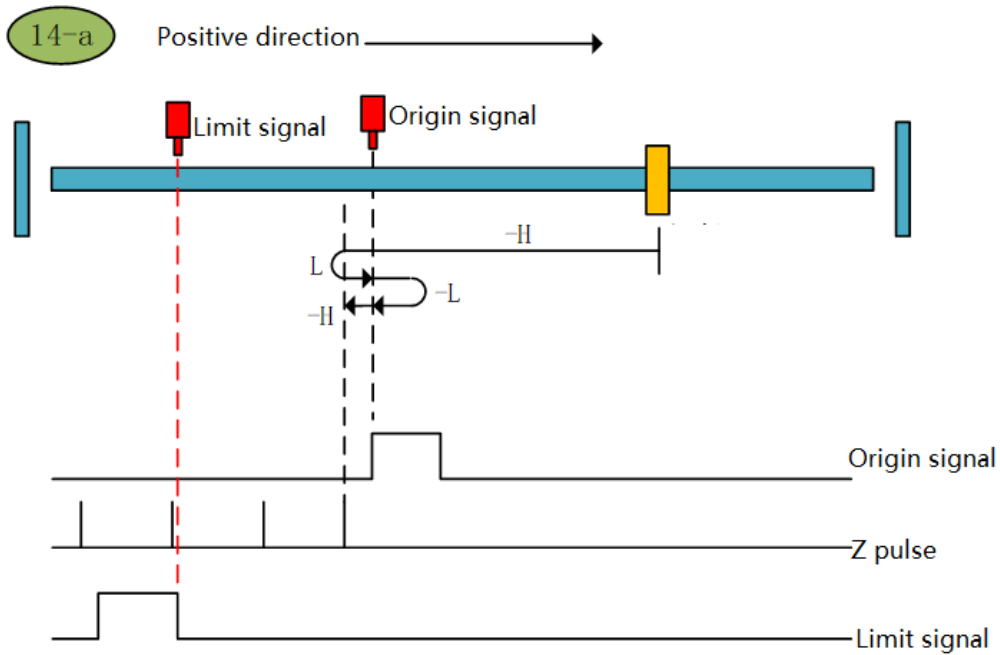 14-a
Positive direction
Limit signal
Origin signal
-H
L
-L
-H
Origin signal
Z pulse
Limit signal